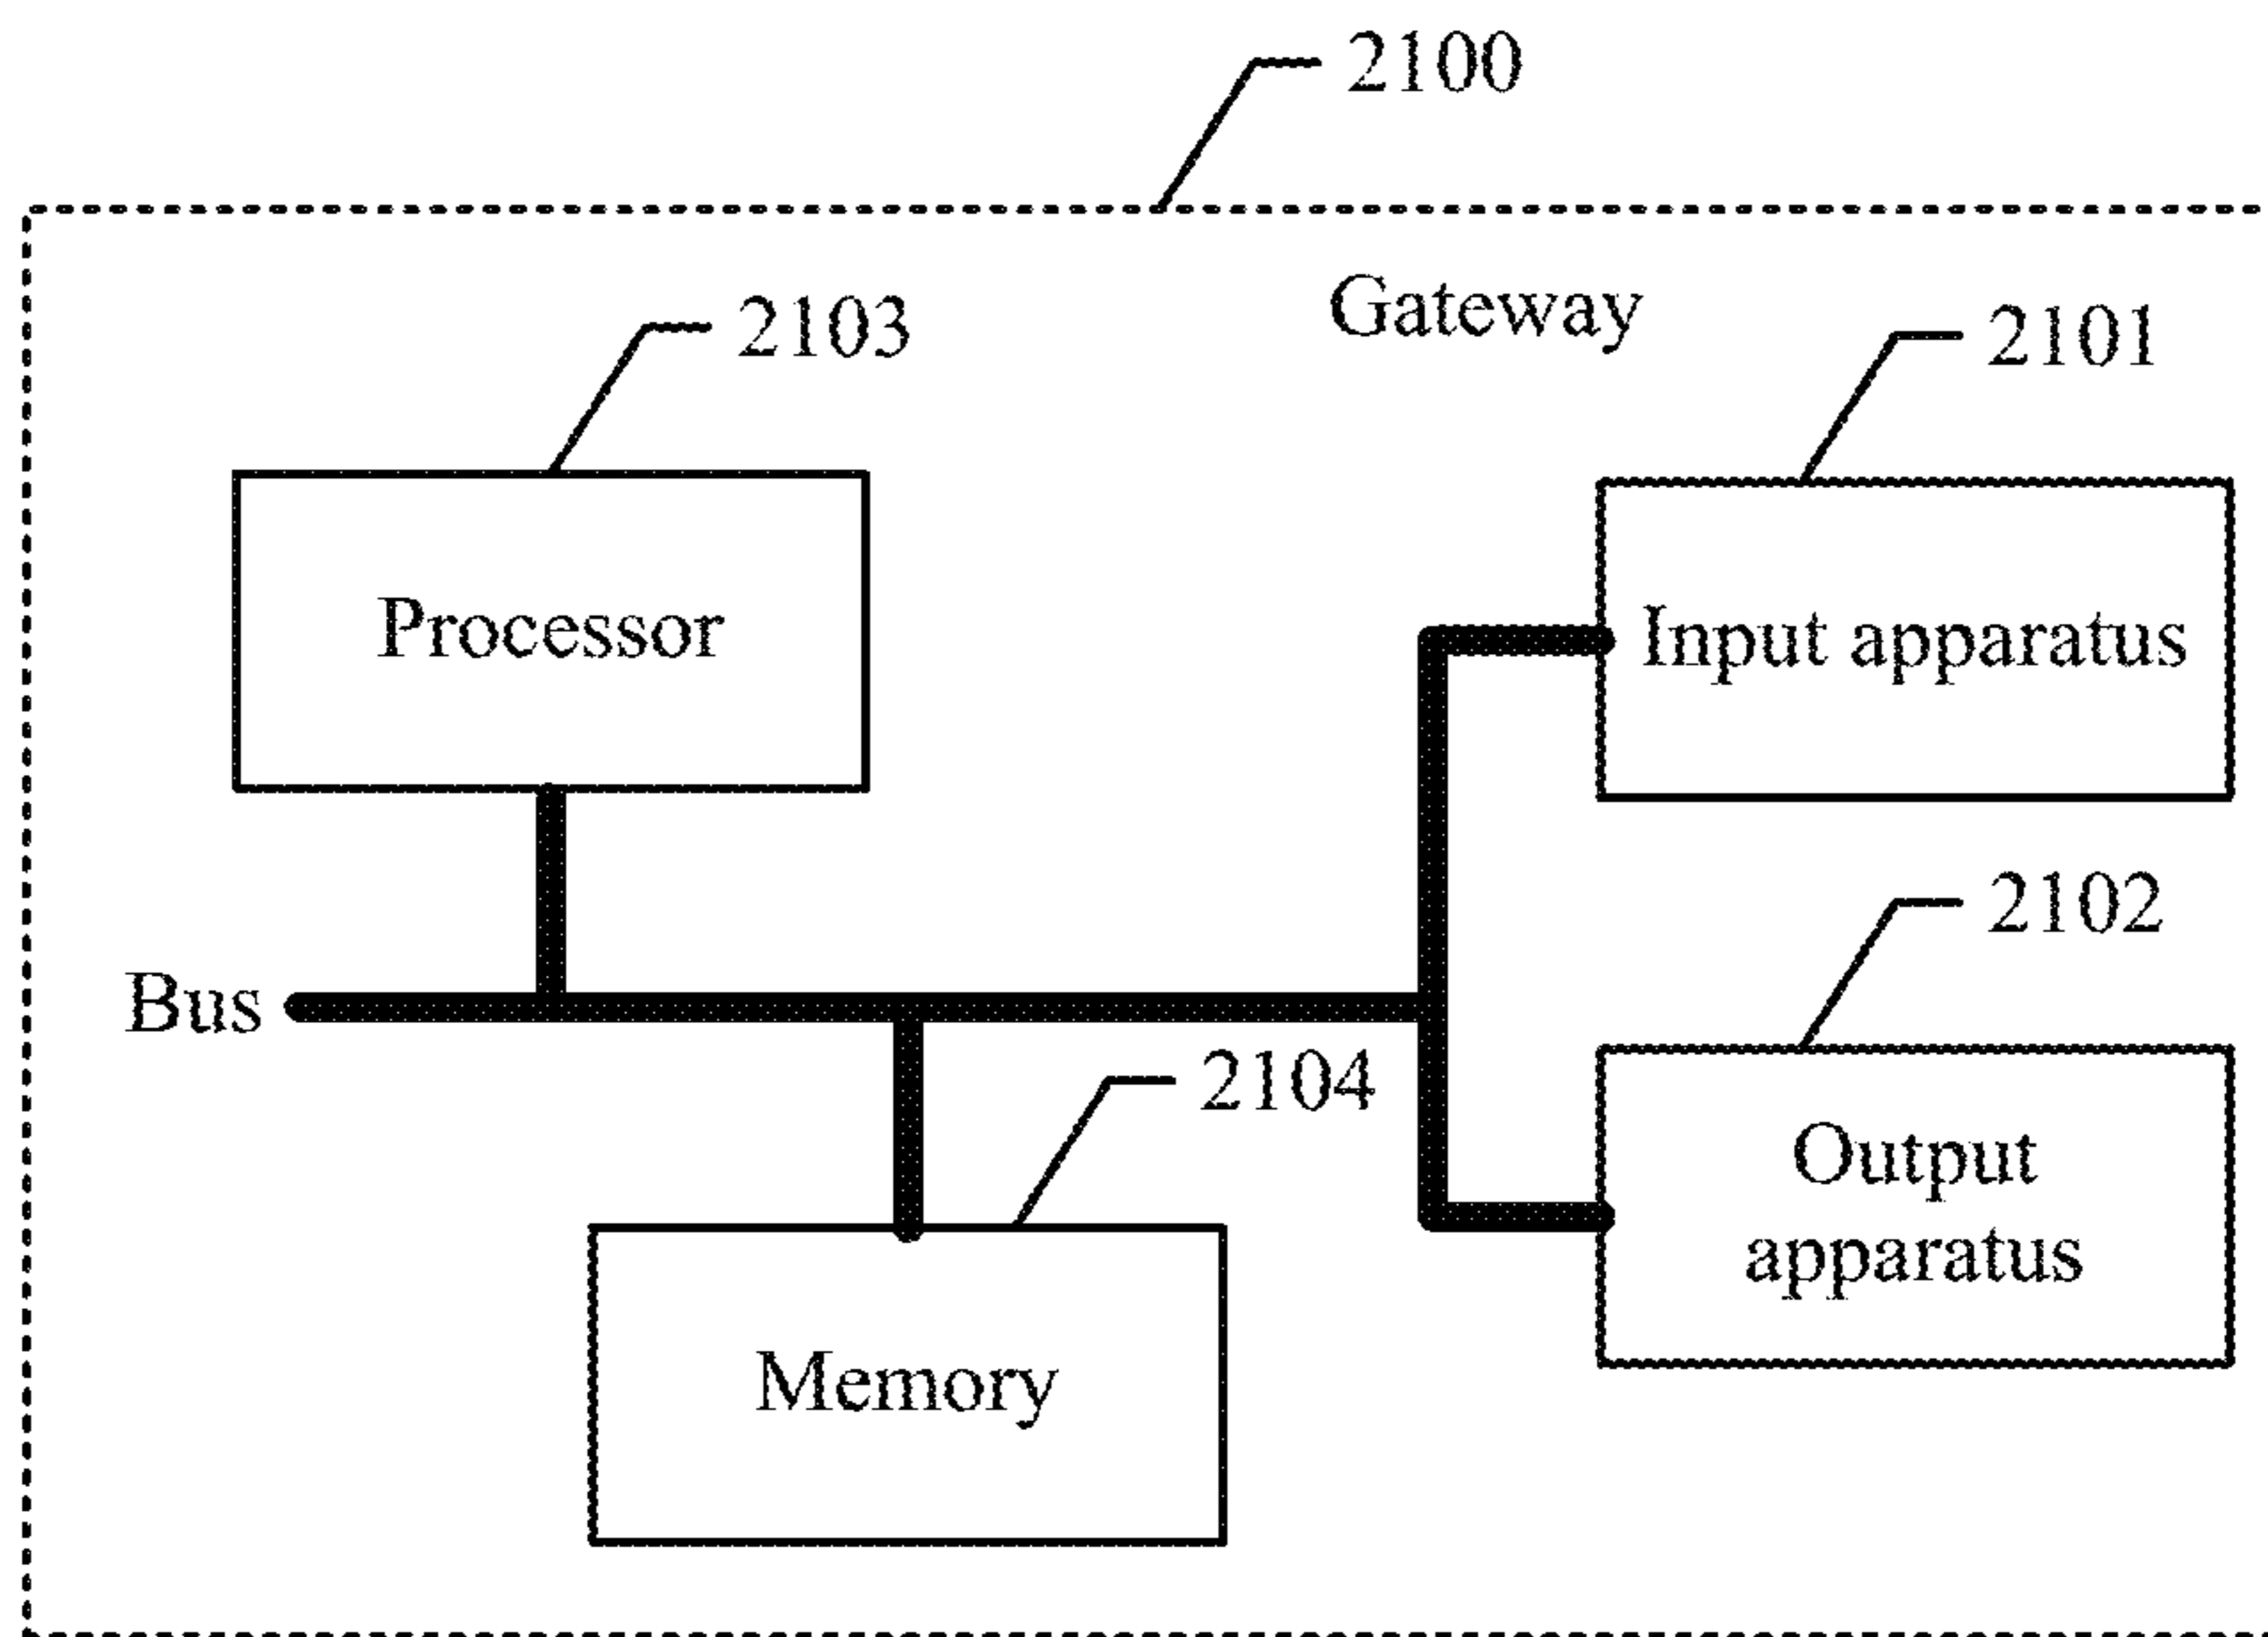 2100
Gateway
2103
2101
Processor
Input apparatus
2102
Bus
2104
Output
apparatus
Memory